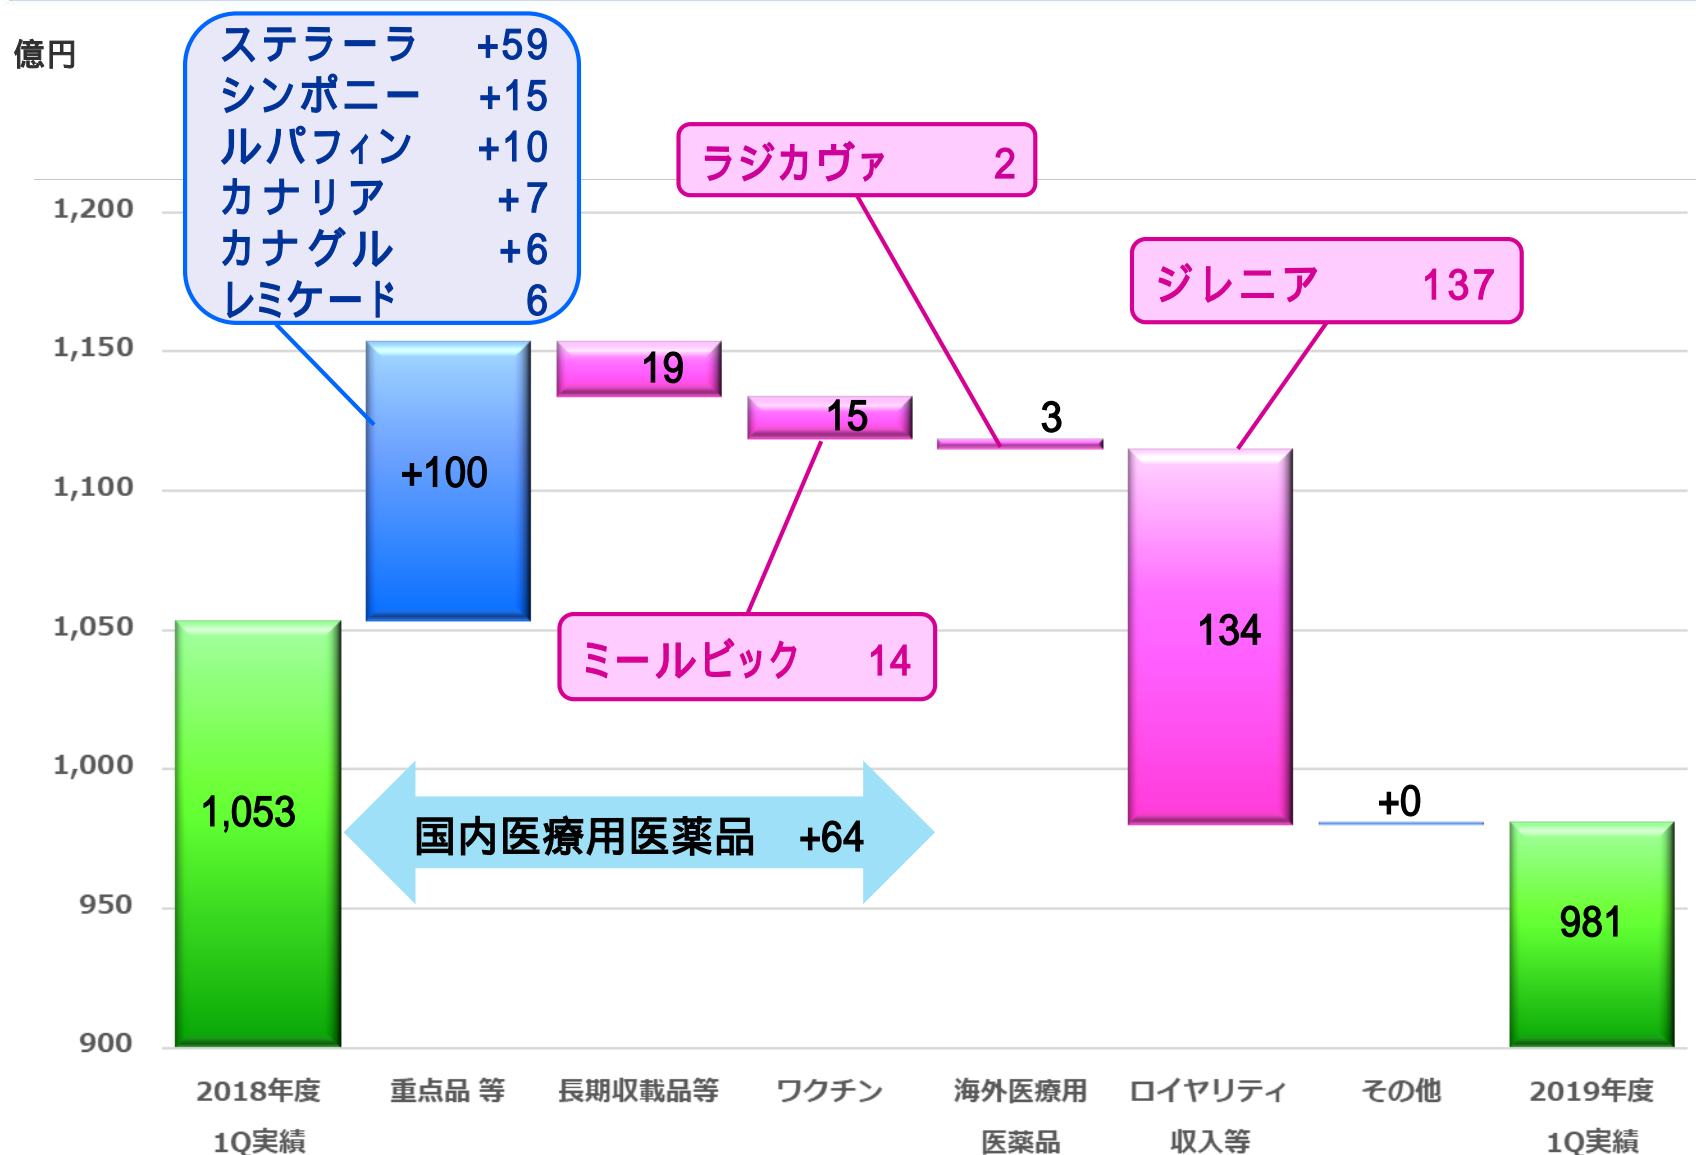 億円
ステラーラ +59
シンポニー +15
ルパフィン +10
カナリア +7
カナグル +6
レミケード 6
ラジカヴァ 2
ジレニア 137
1,200
1,150
1,100
1,050
1,000
950
900
1,053
+100
19
15
3
134
+0
981
ミールビック 14
国内医療用医薬品 +64
2018年度
1Q実績
重点品 等
長期収載品等
ワクチン
海外医療用
医薬品
ロイヤリティ
収入等
その他
2019年度
1Q実績